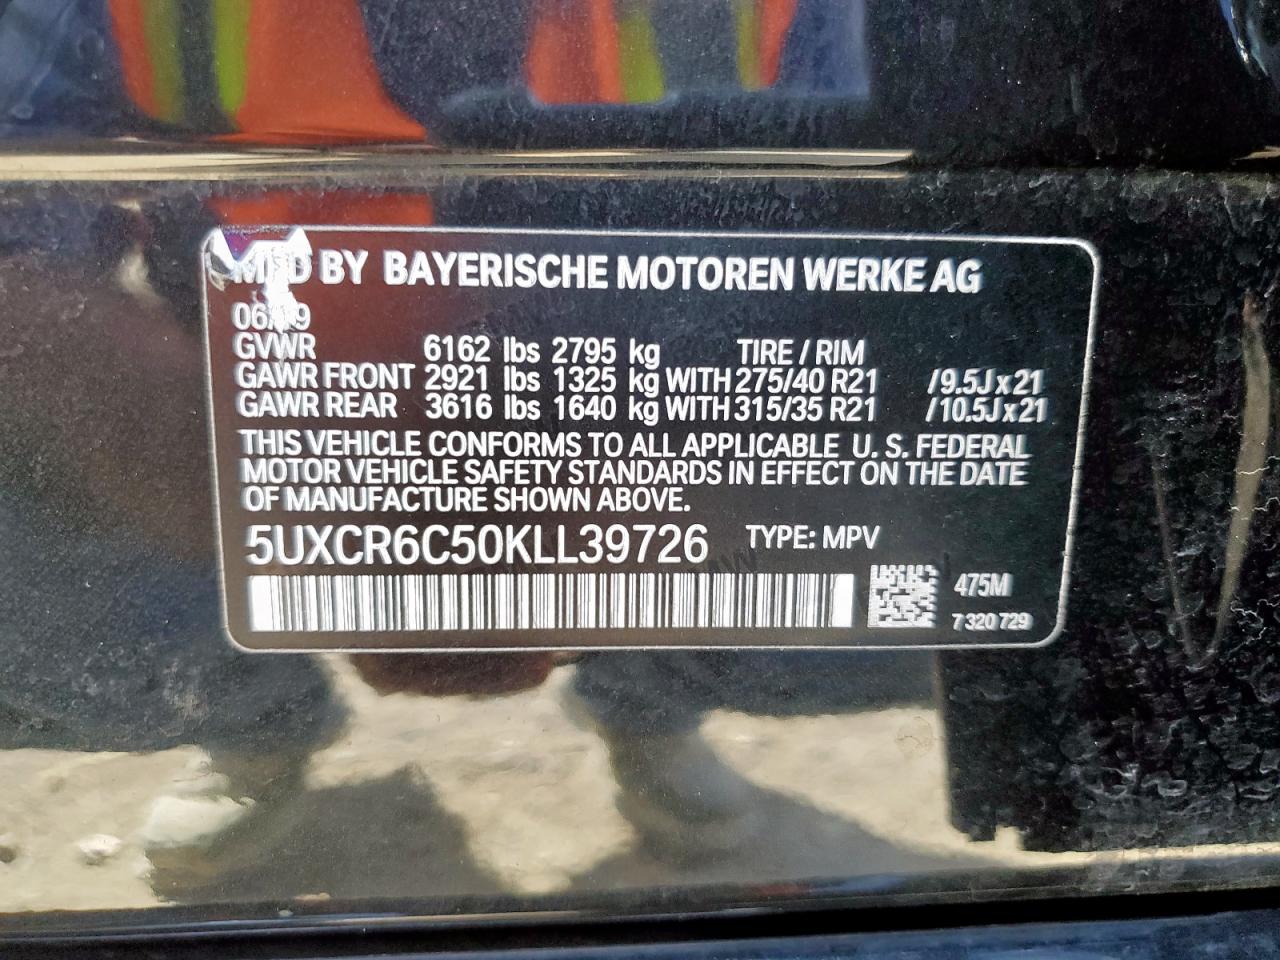 MFD BY BAYERISCHE MOTOREN WERKE AG
GVWR 6162 lbs 2795 kg TIRE / RIM
GAWR FRONT 2921 lbs 1325 kg WITH 275/40 R21 /9.5J x 21
GAWR REAR 3616 lbs 1640 kg WITH 315/35 R21 /10.5J x 21
THIS VEHICLE CONFORMS TO ALL APPLICABLE U. S. FEDERAL
MOTOR VEHICLE SAFETY STANDARDS IN EFFECT ON THE DATE
OF MANUFACTURE SHOWN ABOVE.
5UXCR6C50KLL39726 TYPE: MPV
475M
7 320 729